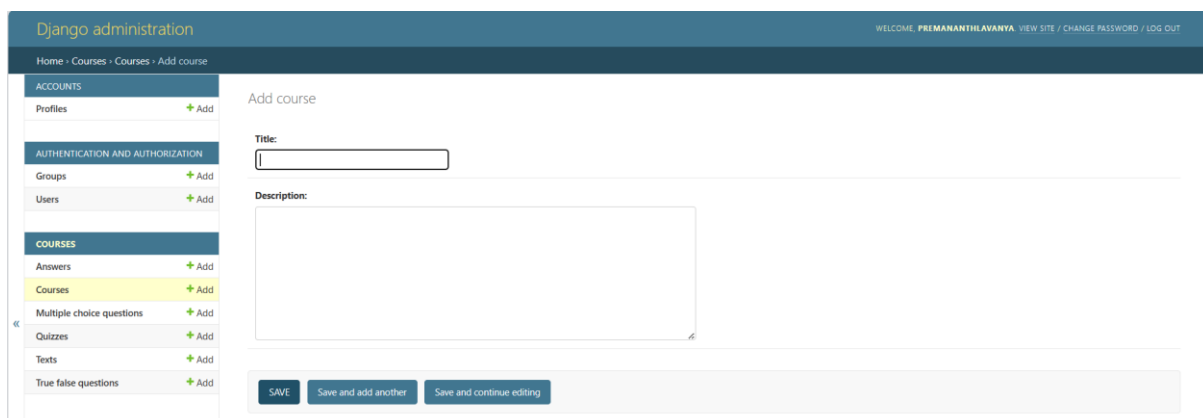 Django administration
WELCOME, PREMANANTHLAVANYA. VIEW SITE / CHANGE PASSWORD / LOG OUT
Home › Courses › Courses › Add course
ACCOUNTS
Profiles + Add
AUTHENTICATION AND AUTHORIZATION
Groups + Add
Users + Add
COURSES
Answers + Add
Courses + Add
Multiple choice questions + Add
Quizzes + Add
Texts + Add
True false questions + Add
«
Add course
Title:
Description:
SAVE Save and add another Save and continue editing